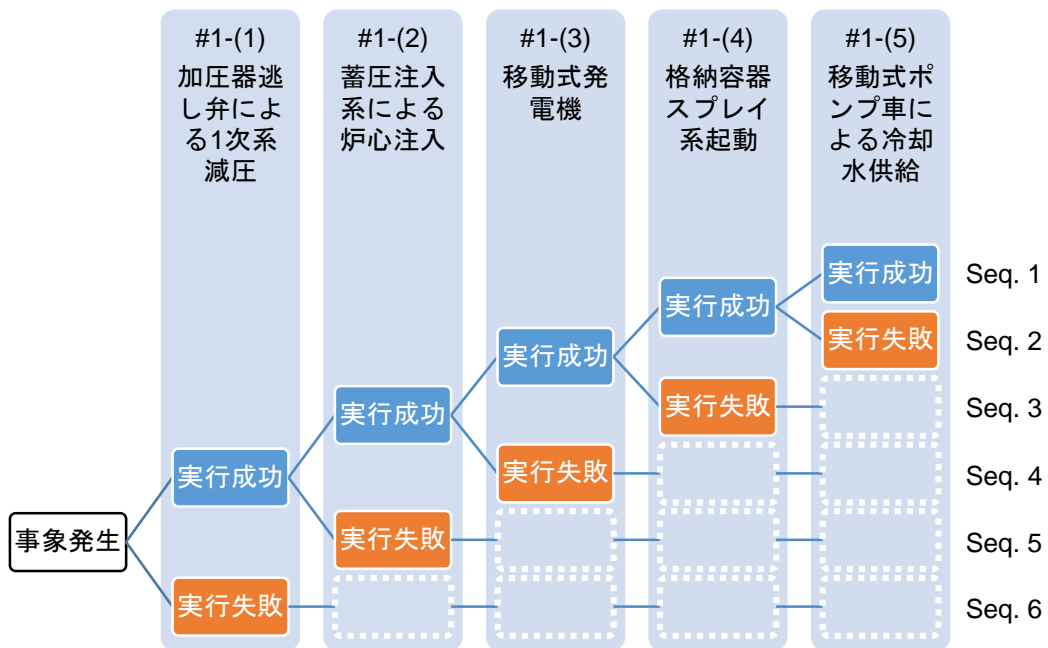 #1-(1)
加圧器逃
し弁によ
る1次系
減圧
#1-(2)
蓄圧注入
系による
炉心注入
#1-(3)
移動式発
電機
#1-(4)
格納容器
スプレイ
系起動
#1-(5)
移動式ポ
ンプ車に
よる冷却
水供給
実行成功
Seq. 1
実行成功
実行失敗
Seq. 2
実行成功
実行成功
実行失敗
Seq. 3
実行成功
実行失敗
Seq. 4
事象発生
実行失敗
Seq. 5
実行失敗
Seq. 6